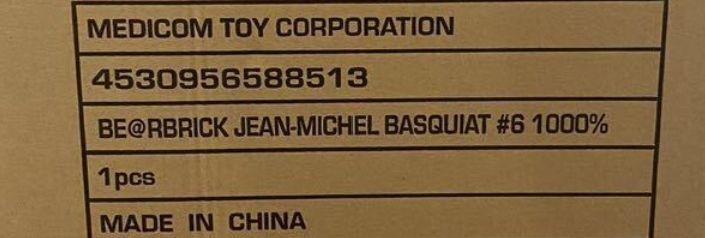 MEDICOM TOY CORPORATION
4530956588513
BE@RBRICK JEAN-MICHEL BASQUIAT #6 1000%
1pcs
MADE IN CHINA